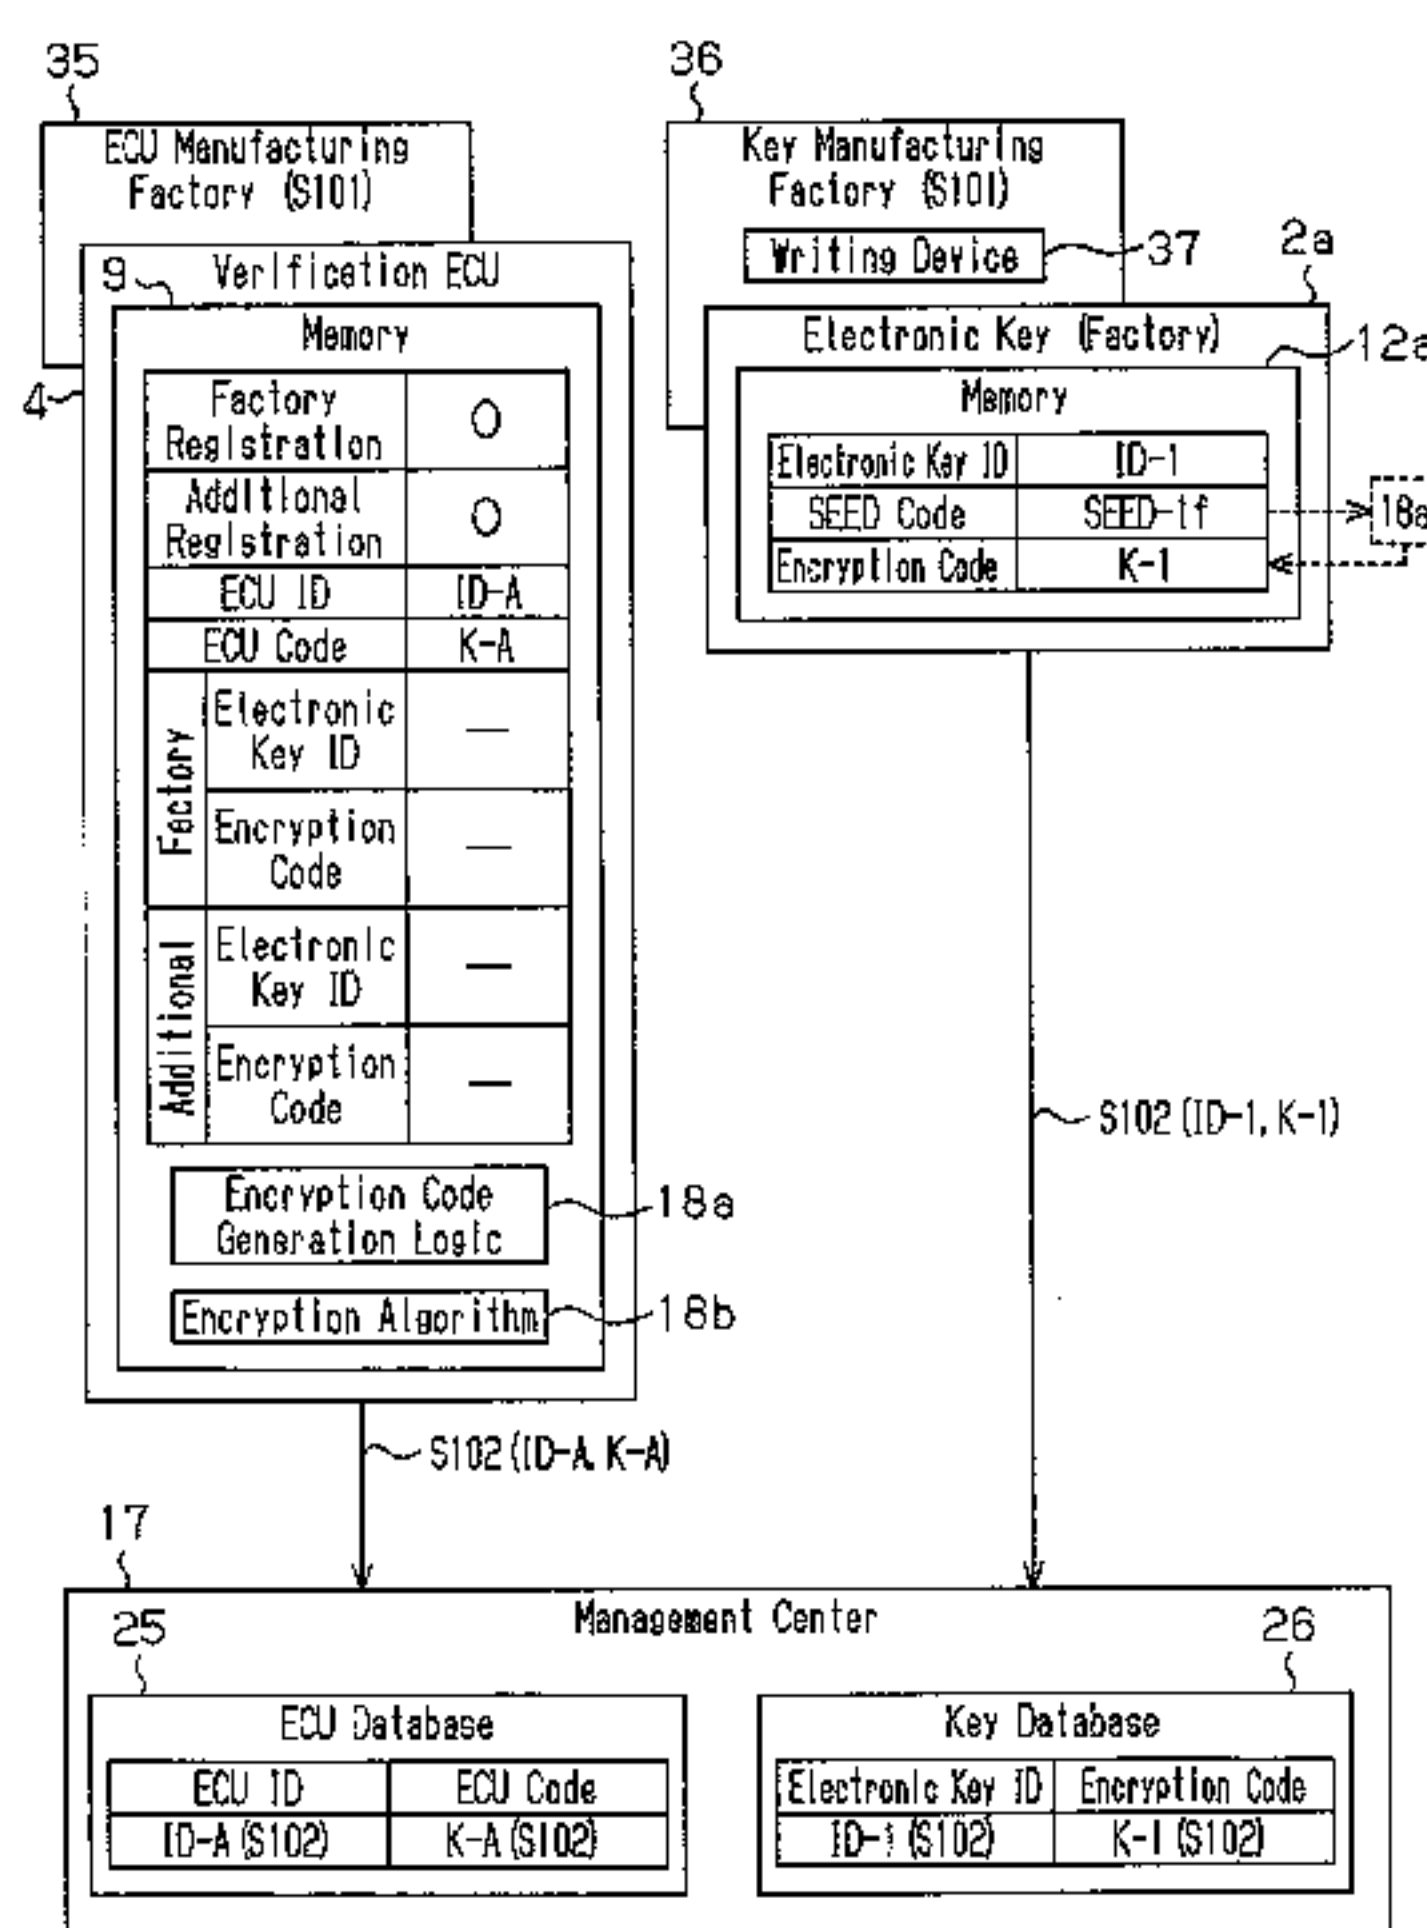 35
ECU Manufacturing
Factory (S101)
4
9
Verification ECU
Memory
Factory
Registration
○
Additional
Registration
○
ECU ID
ID-A
ECU Code
K-A
Factory
Electronic
Key ID
—
Encryption
Code
—
Additional
Electronic
Key ID
—
Encryption
Code
—
Encryption Code
Generation Logic
18a
Encryption Algorithm
18b
S102 (ID-A, K-A)
36
Key Manufacturing
Factory (S101)
Writing Device
37
2a
Electronic Key (Factory)
12a
Memory
Electronic Key ID
ID-1
SEED Code
SEED-1f
18a
Encryption Code
K-1
S102 (ID-1, K-1)
17
Management Center
25
ECU Database
ECU ID
ECU Code
ID-A (S102)
K-A (S102)
26
Key Database
Electronic Key ID
Encryption Code
ID-1 (S102)
K-1 (S102)